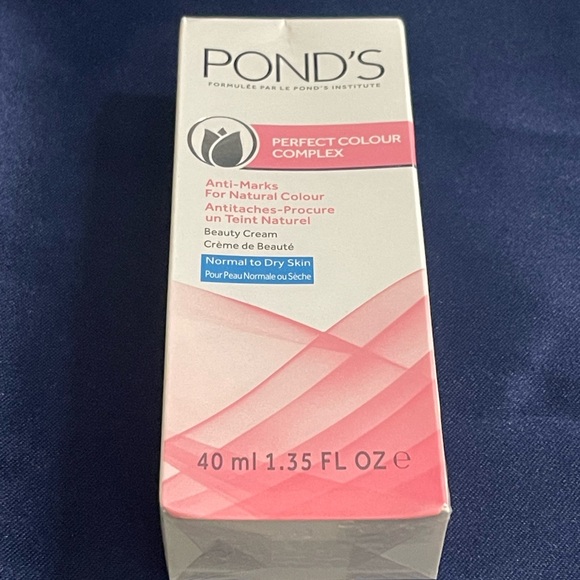 POND'S
FORMULÉE PAR LE POND'S INSTITUTE
PERFECT COLOUR
COMPLEX
Anti-Marks
For Natural Colour
Antitaches-Procure
un Teint Naturel
Beauty Cream
Crème de Beauté
Normal to Dry Skin
Pour Peau Normale ou Sèche
40 ml 1.35 FL OZ ℮